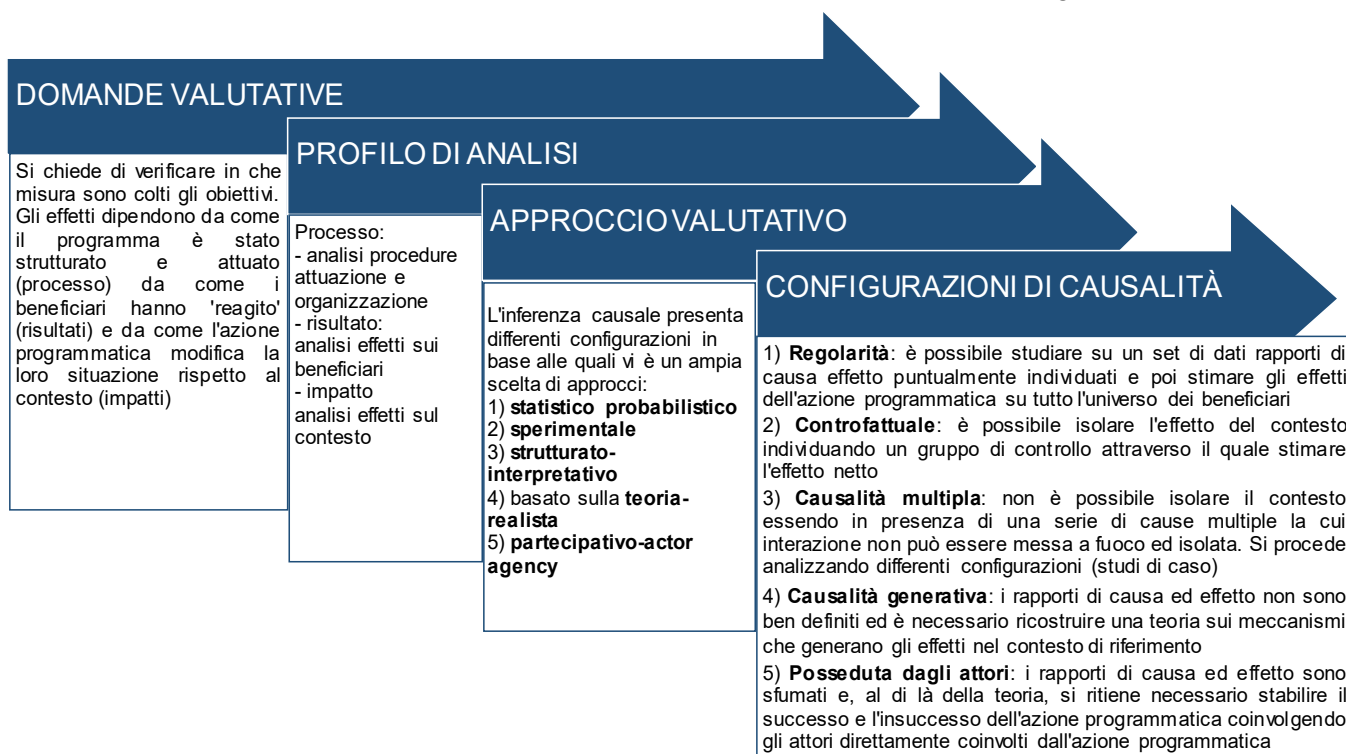 DOMANDE VALUTATIVE
Si chiede di verificare in che
misura sono colti gli obiettivi.
Gli effetti dipendono da come
il programma è stato
strutturato e attuato
(processo) da come i
beneficiari hanno 'reagito'
(risultati) e da come l'azione
programmatica modifica la
loro situazione rispetto al
contesto (impatti)
PROFILO DI ANALISI
Processo:
- analisi procedure
attuazione e
organizzazione
- risultato:
analisi effetti sui
beneficiari
- impatto
analisi effetti sul
contesto
APPROCCIO VALUTATIVO
L'inferenza causale presenta
differenti configurazioni in
base alle quali vi è un ampia
scelta di approcci:
1) statistico probabilistico
2) sperimentale
3) strutturato-
interpretativo
4) basato sulla teoria-
realista
5) partecipativo-actor
agency
CONFIGURAZIONI DI CAUSALITÀ
1) Regolarità: è possibile studiare su un set di dati rapporti di
causa effetto puntualmente individuati e poi stimare gli effetti
dell'azione programmatica su tutto l'universo dei beneficiari
2) Controfattuale: è possibile isolare l'effetto del contesto
individuando un gruppo di controllo attraverso il quale stimare
l'effetto netto
3) Causalità multipla: non è possibile isolare il contesto
essendo in presenza di una serie di cause multiple la cui
interazione non può essere messa a fuoco ed isolata. Si procede
analizzando differenti configurazioni (studi di caso)
4) Causalità generativa: i rapporti di causa ed effetto non sono
ben definiti ed è necessario ricostruire una teoria sui meccanismi
che generano gli effetti nel contesto di riferimento
5) Posseduta dagli attori: i rapporti di causa ed effetto sono
sfumati e, al di là della teoria, si ritiene necessario stabilire il
successo e l'insuccesso dell'azione programmatica coinvolgendo
gli attori direttamente coinvolti dall'azione programmatica